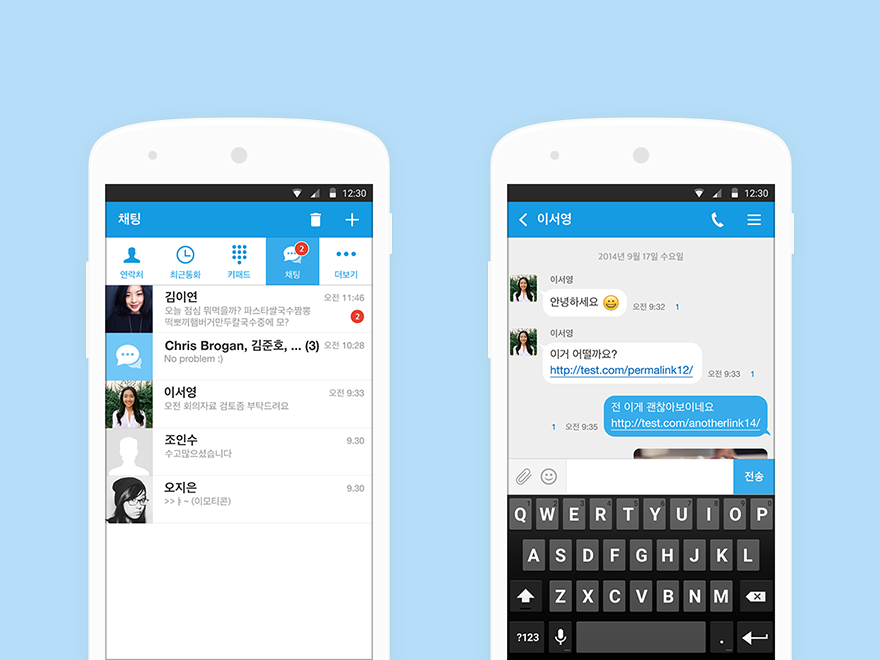 12:30
채팅
연락처
최근통화
키패드
2
채팅
더보기
김이연
오전 11:46
오늘 점심 뭐먹을까? 파스타쌀국수짬뽕
떡뽀끼햄버거만두칼국수중에 모?
2
Chris Brogan, 김준호, ... (3)
오전 10:28
No problem :)
이서영
오전 9:33
오전 회의자료 검토좀 부탁드려요
조인수
9.30
수고많으셨습니다
오지은
9.30
>>ㅑ~ (이모티콘)
12:30
이서영
2014년 9월 17일 수요일
이서영
안녕하세요 😀
오전 9:32
1
이서영
이거 어떨까요?
http://test.com/permalink12/
오전 9:33
1
전 이게 괜찮아보이네요
http://test.com/anotherlink14/
1
오전 9:35
전송
Q W E R T Y U I O P
A S D F G H J K L
Z X C V B N M
?123
.